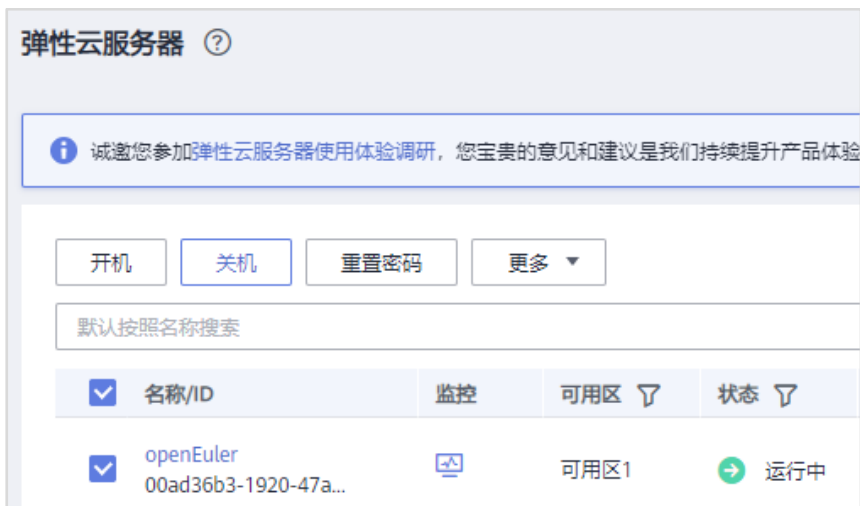 弹性云服务器 ?
诚邀您参加弹性云服务器使用体验调研，您宝贵的意见和建议是我们持续提升产品体验
开机 关机 重置密码 更多
默认按照名称搜索
名称/ID 监控 可用区 状态
openEuler 可用区1 运行中
00ad36b3-1920-47a...